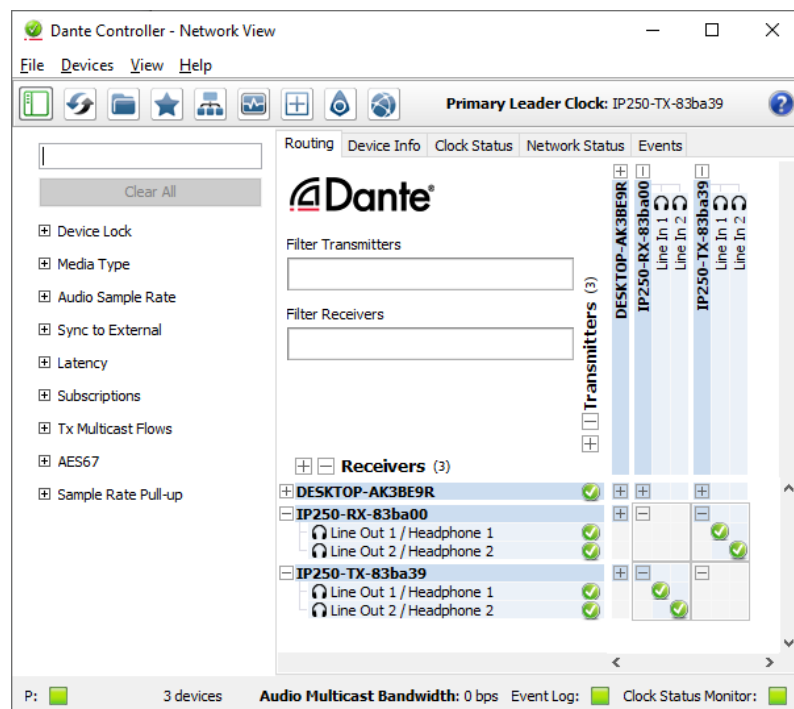 Dante Controller - Network View
File Devices View Help
Primary Leader Clock: IP250-TX-83ba39
Routing Device Info Clock Status Network Status Events
Clear All
Device Lock
Media Type
Audio Sample Rate
Sync to External
Latency
Subscriptions
Tx Multicast Flows
AES67
Sample Rate Pull-up
Dante®
Filter Transmitters
Filter Receivers
Transmitters (3)
DESKTOP-AK3BE9R
IP250-RX-83ba00
Line In 1
Line In 2
IP250-TX-83ba39
Line In 1
Line In 2
Receivers (3)
DESKTOP-AK3BE9R
IP250-RX-83ba00
Line Out 1 / Headphone 1
Line Out 2 / Headphone 2
IP250-TX-83ba39
Line Out 1 / Headphone 1
Line Out 2 / Headphone 2
P: 3 devices Audio Multicast Bandwidth: 0 bps Event Log: Clock Status Monitor: